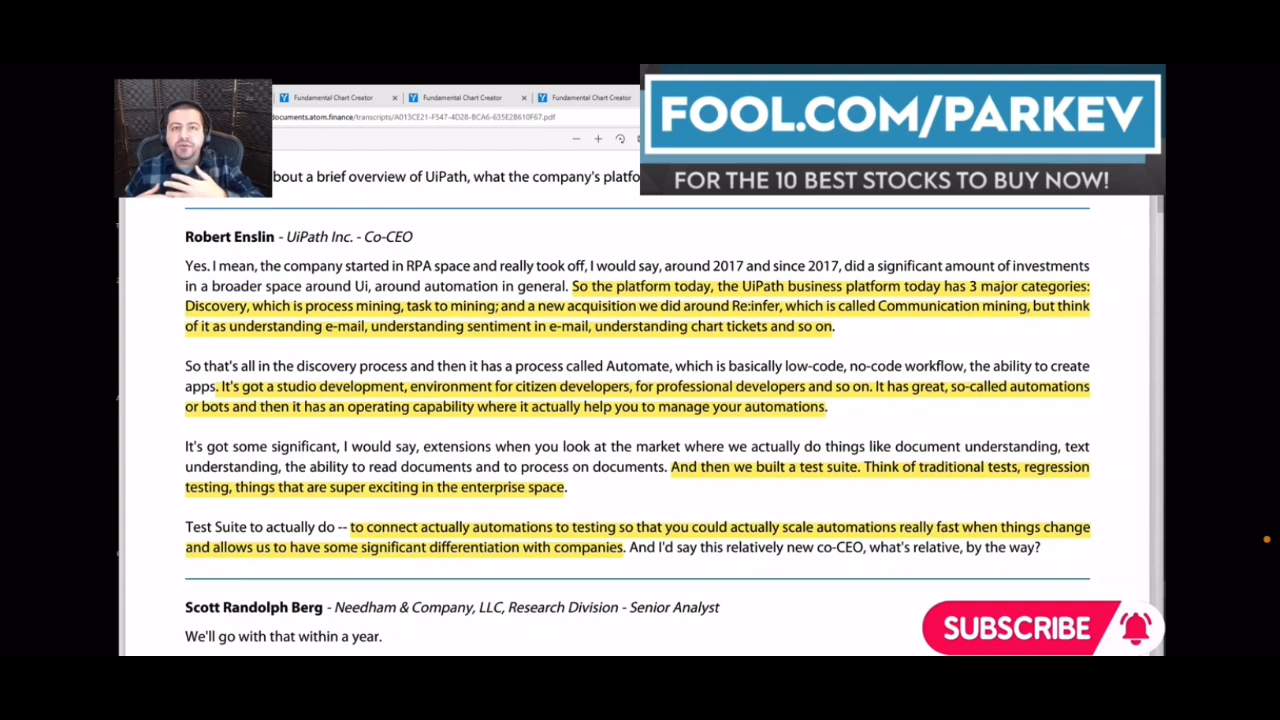 FOOL.COM/PARKEV
FOR THE 10 BEST STOCKS TO BUY NOW!
Fundamental Chart Creator
Fundamental Chart Creator
Fundamental Chart Creator
documents.atom.finance/transcripts/A013CE21-F347-4D28-BCA6-635E2B610F67.pdf
bout a brief overview of UiPath, what the company's platfo
Robert Enslin - UiPath Inc. - Co-CEO
Yes. I mean, the company started in RPA space and really took off, I would say, around 2017 and since 2017, did a significant amount of investments
in a broader space around Ui, around automation in general. So the platform today, the UiPath business platform today has 3 major categories:
Discovery, which is process mining, task to mining; and a new acquisition we did around Re:infer, which is called Communication mining, but think
of it as understanding e-mail, understanding sentiment in e-mail, understanding chart tickets and so on.
So that's all in the discovery process and then it has a process called Automate, which is basically low-code, no-code workflow, the ability to create
apps. It's got a studio development, environment for citizen developers, for professional developers and so on. It has great, so-called automations
or bots and then it has an operating capability where it actually help you to manage your automations.
It's got some significant, I would say, extensions when you look at the market where we actually do things like document understanding, text
understanding, the ability to read documents and to process on documents. And then we built a test suite. Think of traditional tests, regression
testing, things that are super exciting in the enterprise space.
Test Suite to actually do -- to connect actually automations to testing so that you could actually scale automations really fast when things change
and allows us to have some significant differentiation with companies. And I'd say this relatively new co-CEO, what's relative, by the way?
Scott Randolph Berg - Needham & Company, LLC, Research Division - Senior Analyst
We'll go with that within a year.
SUBSCRIBE